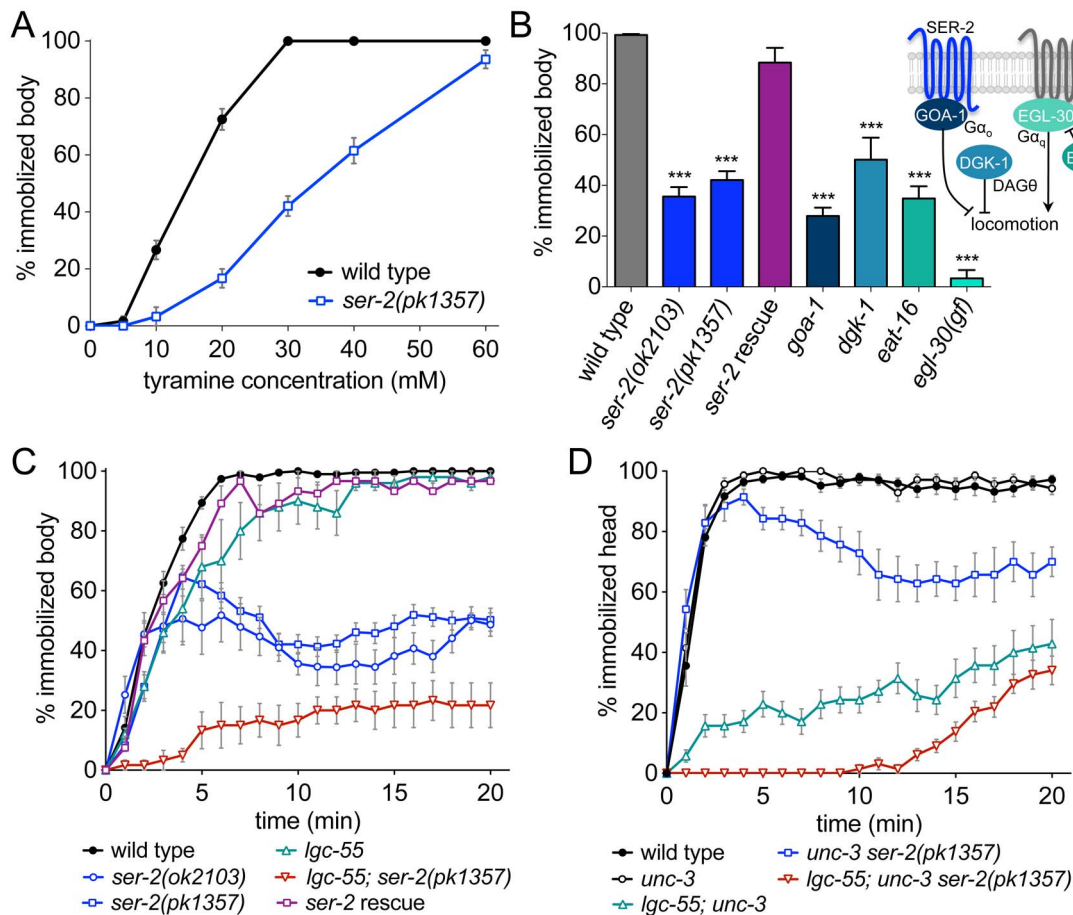 A
% immoblized body
100
80
60
40
20
0
0
10
20
30
40
50
60
tyramine concentration (mM)
wild type
ser-2(pk1357)
B
% immobilized body
100
80
60
40
20
0
***
***
***
***
***
***
wild type
ser-2(ok2103)
ser-2(pk1357)
ser-2 rescue
goa-1
dgk-1
eat-16
egl-30(gf)
SER-2
GOA-1
Gαo
EGL-30
Gαq
DGK-1
DAGθ
E
locomotion
C
% immobilized body
100
80
60
40
20
0
0
5
10
15
20
time (min)
wild type
ser-2(ok2103)
ser-2(pk1357)
lgc-55
lgc-55; ser-2(pk1357)
ser-2 rescue
D
% immobilized head
100
80
60
40
20
0
0
5
10
15
20
time (min)
wild type
unc-3
lgc-55; unc-3
unc-3 ser-2(pk1357)
lgc-55; unc-3 ser-2(pk1357)